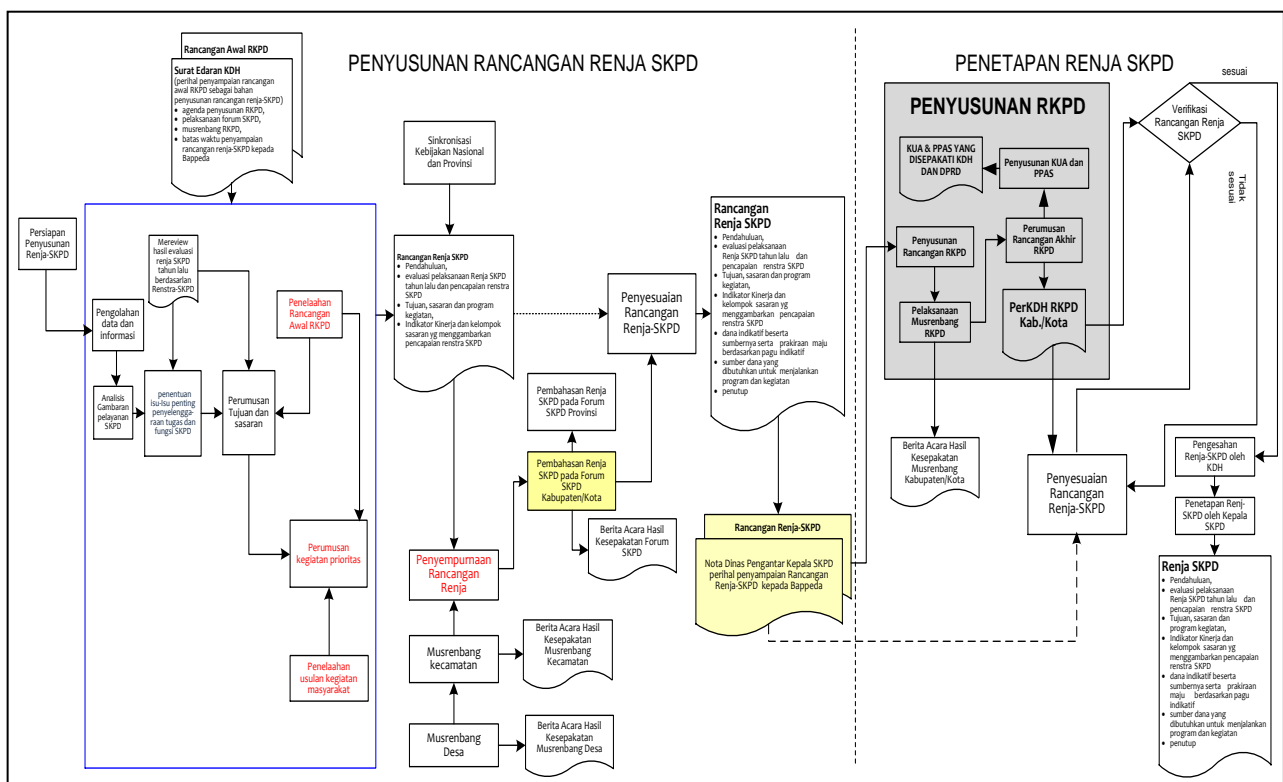 PENYUSUNAN RANCANGAN RENJA SKPD
PENETAPAN RENJA SKPD
Rancangan Awal RKPD
Surat Edaran KDH
(perihal penyampaian rancangan
awal RKPD sebagai bahan
penyusunan rancangan renja-SKPD)
• agenda penyusunan RKPD,
• pelaksanaan forum SKPD,
• musrenbang RKPD,
• batas waktu penyampaian
rancangan renja-SKPD kepada
Bappeda
Persiapan
Penyusunan
Renja-SKPD
Pengolahan
data dan
informasi
Analisis
Gambaran
pelayanan
SKPD
Mereview
hasil evaluasi
renja SKPD
tahun lalu
berdasarlan
Renstra-SKPD
penentuan
isu-Isu penting
penyelengga-
raan tugas dan
fungsi SKPD
Perumusan
Tujuan dan
sasaran
Penelaahan
Rancangan
Awal RKPD
Perumusan
kegiatan prioritas
Penelaahan
usulan kegiatan
masyarakat
Sinkronisasi
Kebijakan Nasional
dan Provinsi
Rancangan Renja SKPD
• Pendahuluan,
• evaluasi pelaksanaan Renja SKPD
tahun lalu dan pencapaian renstra
SKPD
• Tujuan, sasaran dan program
kegiatan,
• Indikator Kinerja dan kelompok
sasaran yg menggambarkan
pencapaian renstra SKPD
Penyempurnaan
Rancangan
Renja
Musrenbang
kecamatan
Berita Acara Hasil
Kesepakatan
Musrenbang
Kecamatan
Musrenbang
Desa
Berita Acara Hasil
Kesepakatan
Musrenbang Desa
Pembahasan Renja
SKPD pada Forum
SKPD Provinsi
Pembahasan Renja
SKPD pada Forum
SKPD
Kabupaten/Kota
Berita Acara Hasil
Kesepakatan Forum
SKPD
Penyesuaian
Rancangan
Renja-SKPD
Rancangan
Renja SKPD
• Pendahuluan,
• evaluasi pelaksanaan
Renja SKPD tahun lalu dan
pencapaian renstra SKPD
• Tujuan, sasaran dan program
kegiatan,
• Indikator Kinerja dan
kelompok sasaran yg
menggambarkan pencapaian
renstra SKPD
• dana indikatif beserta
sumbernya serta prakiraan maju
berdasarkan pagu indikatif
• sumber dana yang
dibutuhkan untuk menjalankan
program dan kegiatan
• penutup
Rancangan Renja-SKPD
Nota Dinas Pengantar Kepala SKPD
perihal penyampaian Rancangan
Renja-SKPD kepada Bappeda
PENYUSUNAN RKPD
KUA & PPAS YANG
DISEPAKATI KDH
DAN DPRD
Penyusunan KUA dan
PPAS
Penyusunan
Rancangan RKPD
Perumusan
Rancangan Akhir
RKPD
Pelaksanaan
Musrenbang
RKPD
PerKDH RKPD
Kab./Kota
Berita Acara Hasil
Kesepakatan
Musrenbang
Kabupaten/Kota
Penyesuaian
Rancangan
Renja-SKPD
sesuai
Verifikasi
Rancangan Renja
SKPD
Tidak
sesuai
Pengesahan
Renja-SKPD oleh
KDH
Penetapan Renj-
SKPD oleh Kepala
SKPD
Renja SKPD
• Pendahuluan,
• evaluasi pelaksanaan
Renja SKPD tahun lalu dan
pencapaian renstra SKPD
• Tujuan, sasaran dan
program kegiatan,
• Indikator Kinerja dan
kelompok sasaran yg
menggambarkan pencapaian
renstra SKPD
• dana indikatif beserta
sumbernya serta prakiraan
maju berdasarkan pagu
indikatif
• sumber dana yang
dibutuhkan untuk menjalankan
program dan kegiatan
• penutup